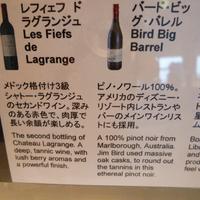 レフィエフ ド
ラグランジュ
Les Fiefs
de
Lagrange
メドック格付け3級
シャトー・ラグランジュ
のセカンドワイン。深み
のある赤色で、肉厚で
長い余韻が楽しめる。
The second bottling of
Chateau Lagrange. A
deep, tannic wine, with
lush berry aromas and
a powerful finish.
バード・ビッ
グ・バレル
Bird Big
Barrel
ピノ・ノワール100%。
アメリカのディズニー・
リゾート内レストランや
バーのメインワインリス
トにも採用。
A 100% pinot noir from
Marlborough, Australia.
Jim Bird used massive
oak casks, to round out
the tannins in this
ethereal pinot noir.